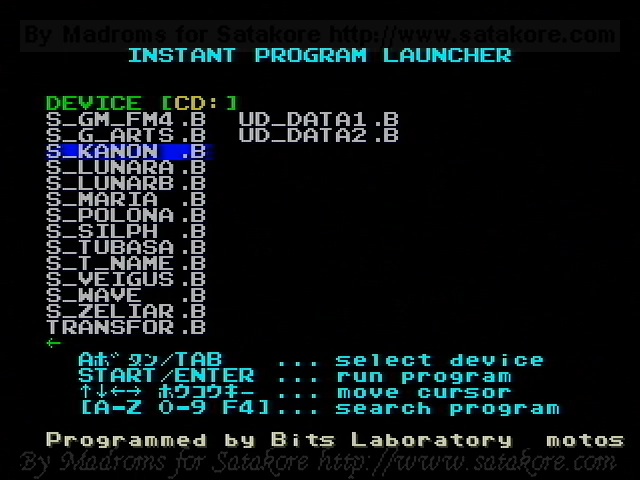 By Madroms for Satakore http://www.satakore.com
INSTANT PROGRAM LAUNCHER
DEVICE [CD:]
S_GM_FM4.B UD_DATA1.B
S_G_ARTS.B UD_DATA2.B
S_KANON .B
S_LUNARA.B
S_LUNARB.B
S_MARIA .B
S_POLONA.B
S_SILPH .B
S_TUBASA.B
S_T_NAME.B
S_VEIGUS.B
S_WAVE .B
S_ZELIAR.B
TRANSFOR.B
←
Aボタン/TAB ... select device
START/ENTER ... run program
↑↓←→ ホウコウキー ... move cursor
[A-Z 0-9 F4]... search program
Programmed by Bits Laboratory motos
By Madroms for Satakore http://www.satakore.com